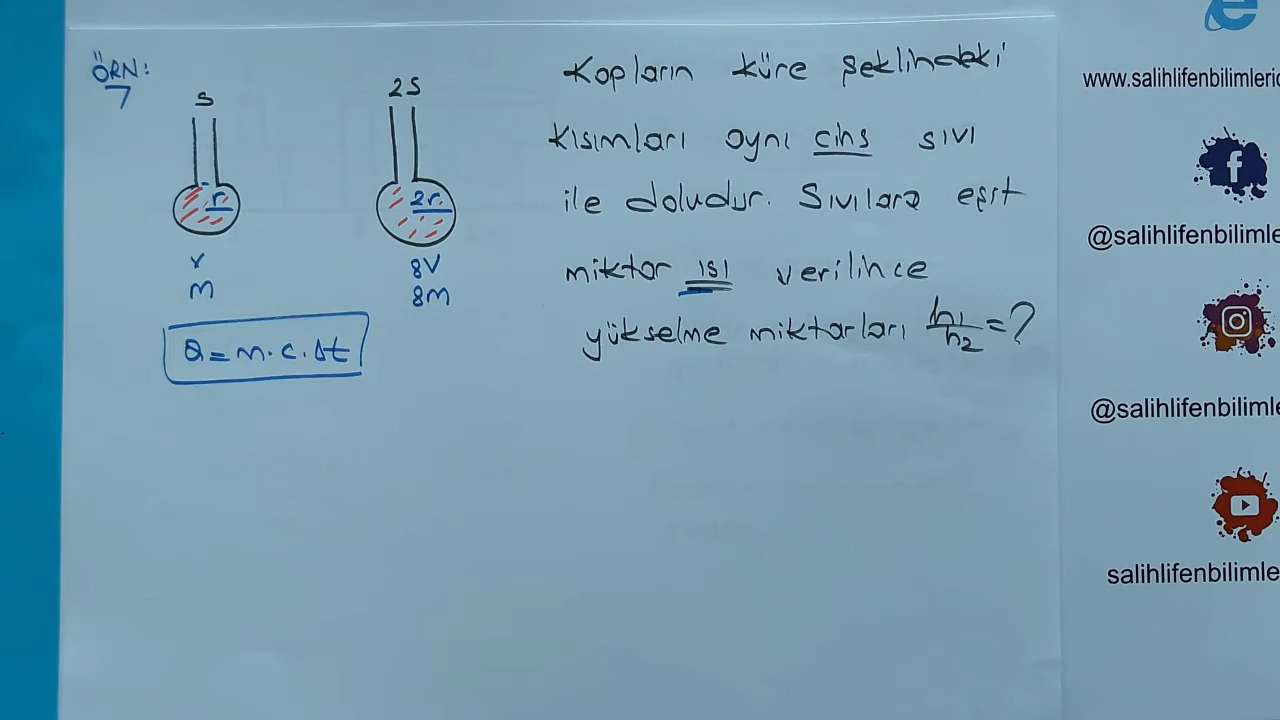 ÖRN:
7
S
2S
r
2r
V
8V
m
8m
Q = m.c.Δt
Kapların küre şeklindeki
kısımları aynı cins sıvı
ile doludur. Sıvılara eşit
miktar ısı verilince
yükselme miktarları h1/h2 = ?
www.salihlifenbilimleric
f
@salihlifenbilimle
@salihlifenbilimle
salihlifenbilimle